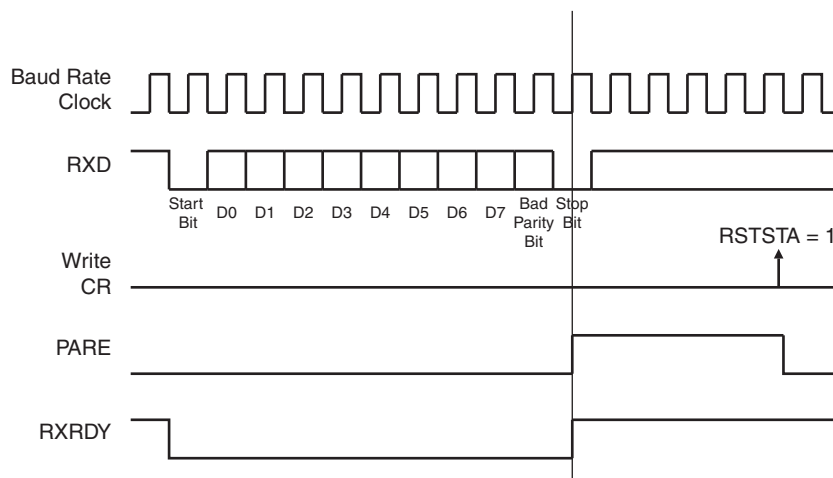 Baud Rate
Clock
RXD
Start
Bit
D0
D1
D2
D3
D4
D5
D6
D7
Bad
Parity
Bit
Stop
Bit
RSTSTA = 1
Write
CR
PARE
RXRDY